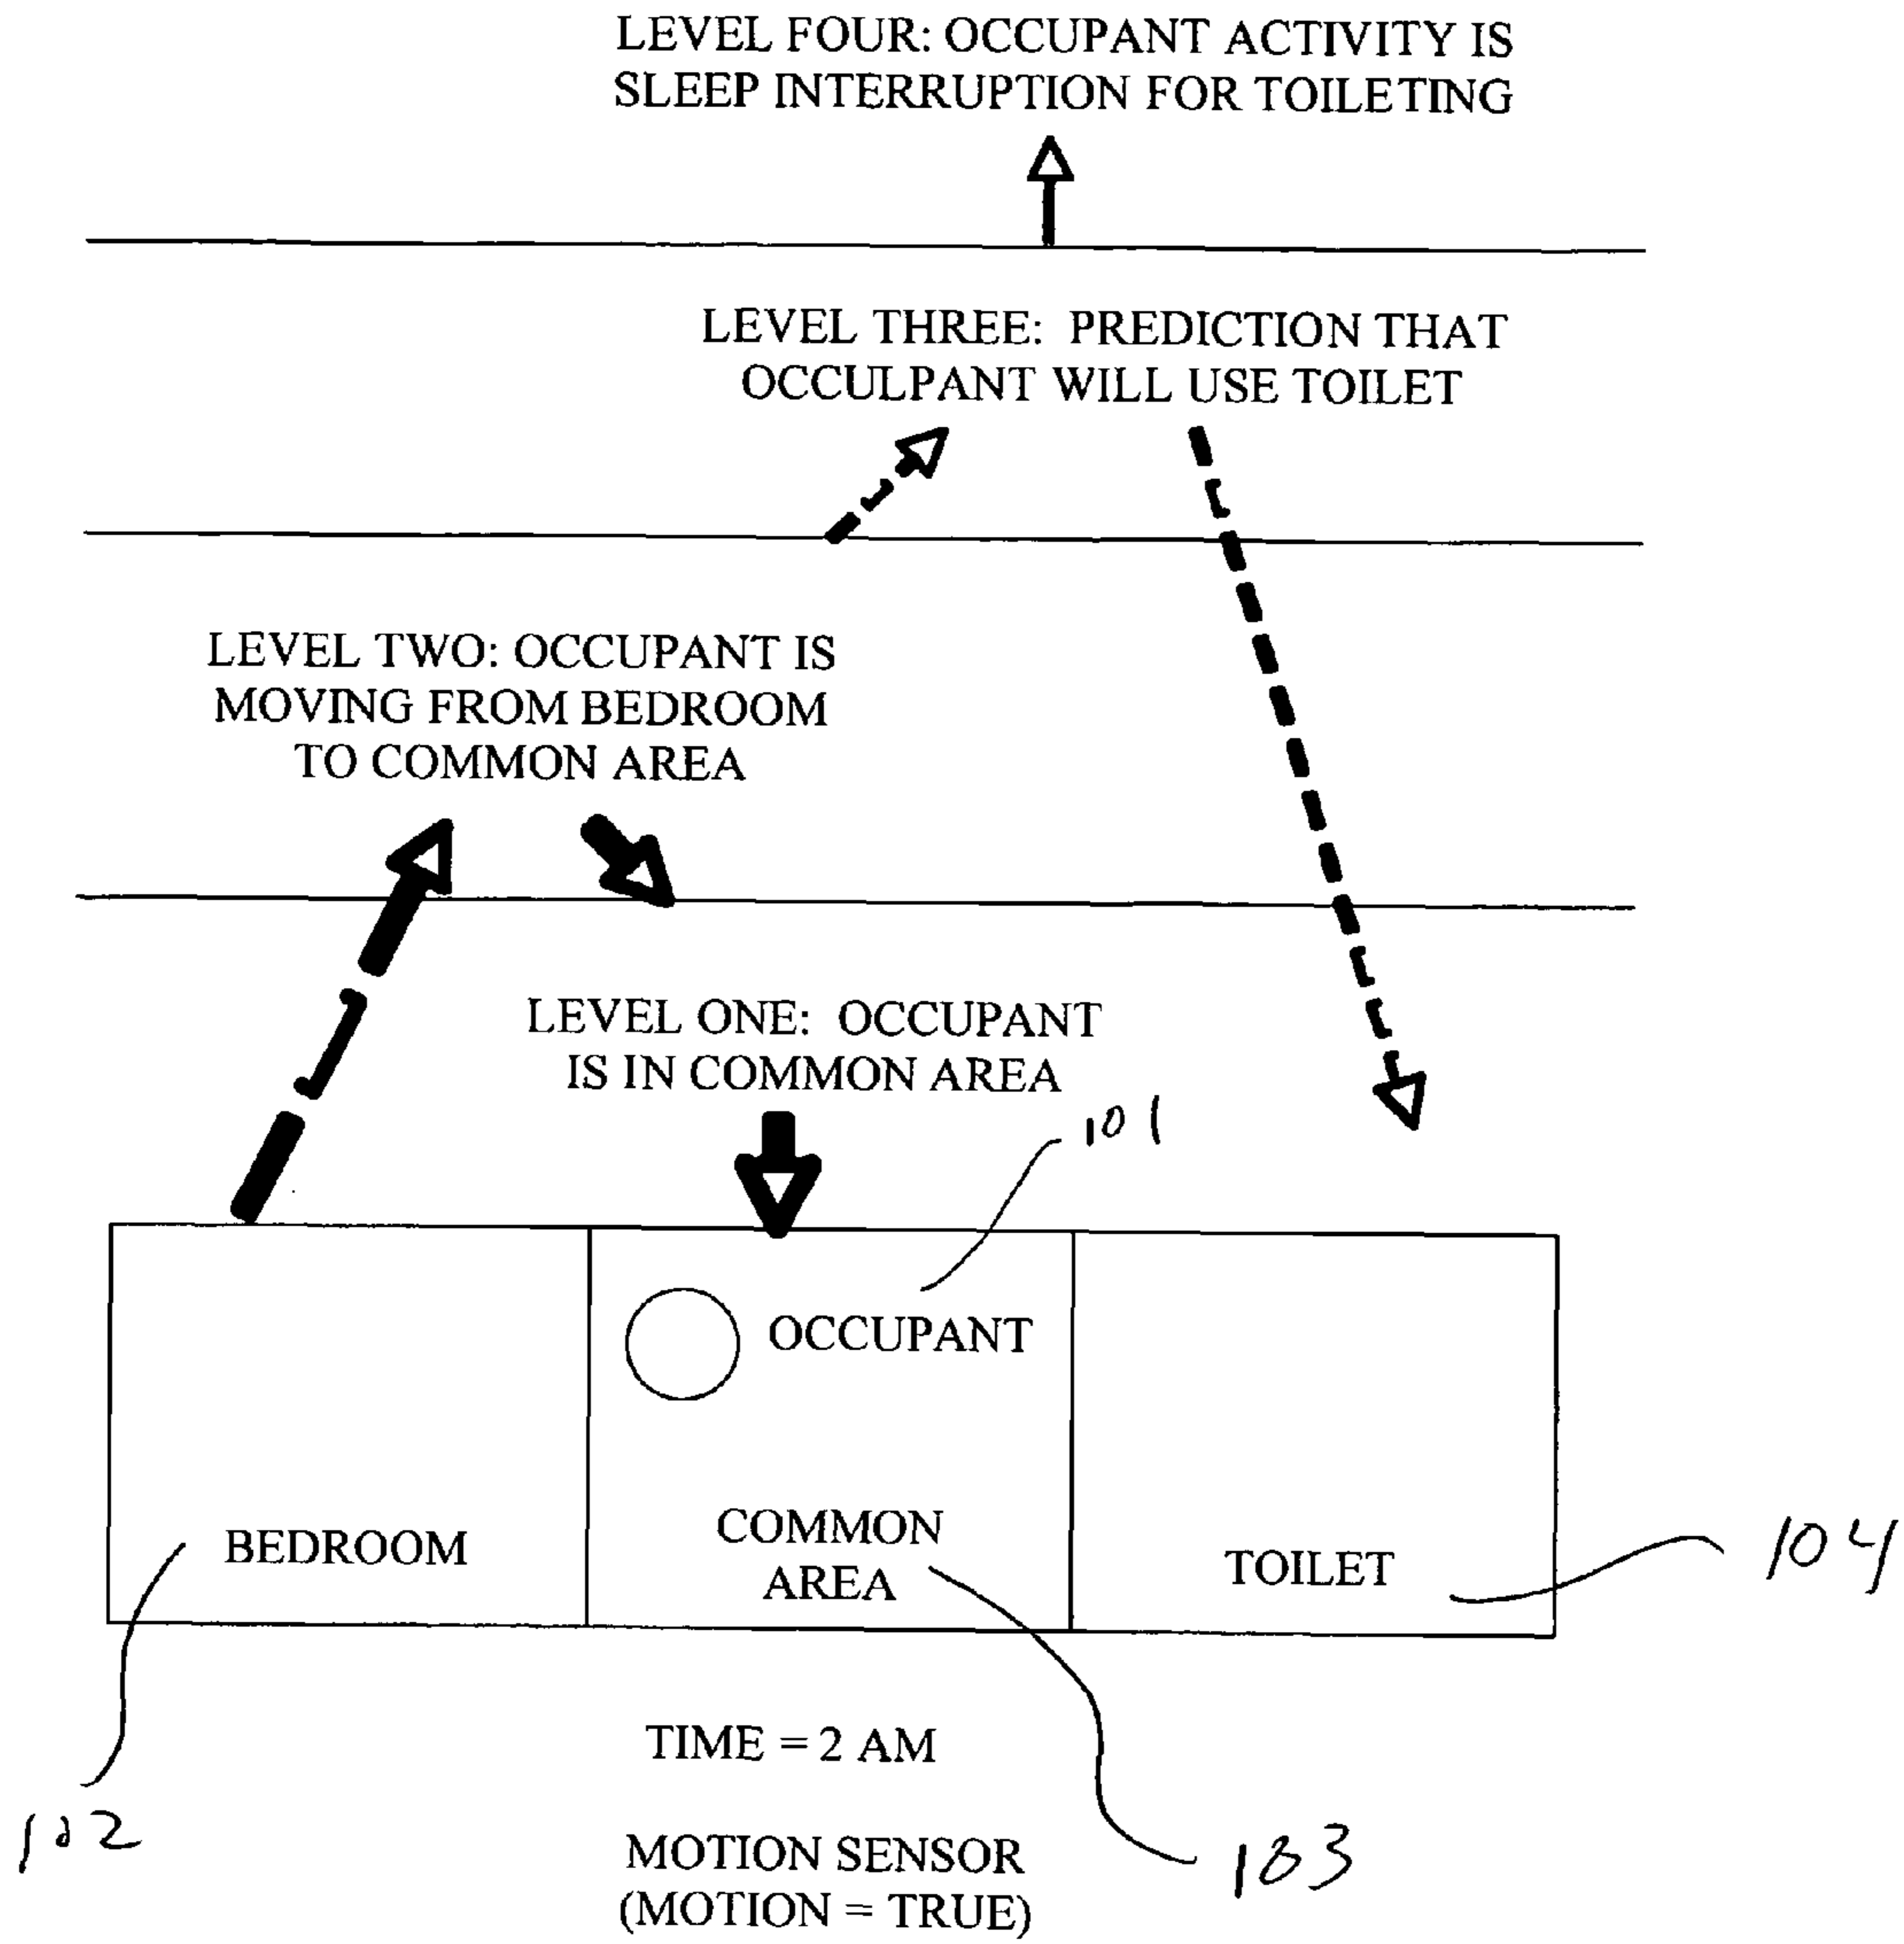 LEVEL FOUR: OCCUPANT ACTIVITY IS
SLEEP INTERRUPTION FOR TOILETING
LEVEL THREE: PREDICTION THAT
OCCULPANT WILL USE TOILET
LEVEL TWO: OCCUPANT IS
MOVING FROM BEDROOM
TO COMMON AREA
LEVEL ONE: OCCUPANT
IS IN COMMON AREA
101
OCCUPANT
BEDROOM
COMMON
AREA
TOILET
104
TIME = 2 AM
102
MOTION SENSOR
(MOTION = TRUE)
103